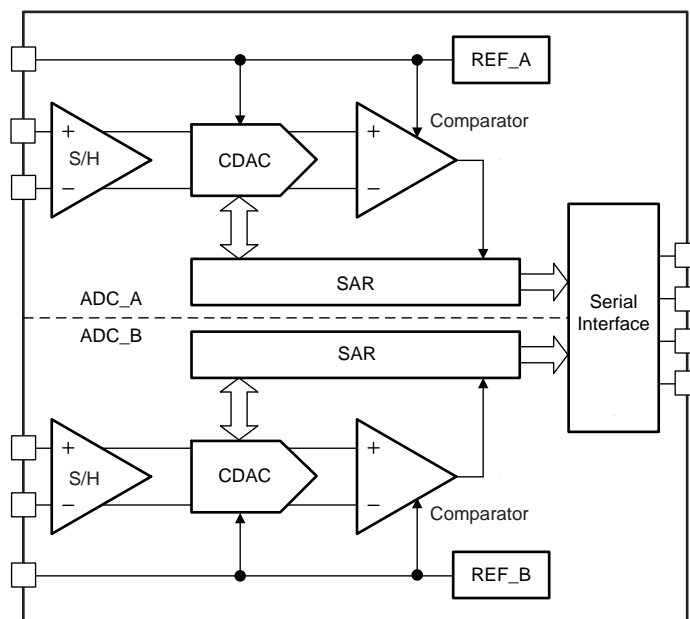 REF_A
Comparator
+
S/H
−
CDAC
+
−
SAR
ADC_A
ADC_B
Serial
Interface
SAR
+
S/H
−
CDAC
+
−
Comparator
REF_B